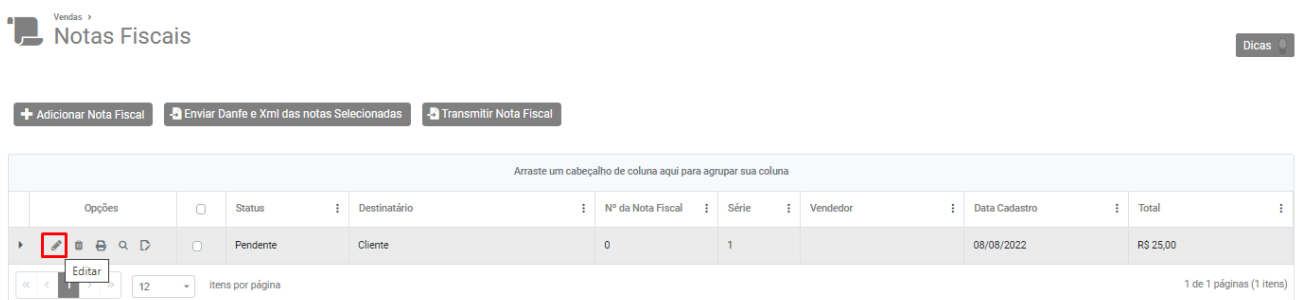 Vendas >
Notas Fiscais
Dicas
Adicionar Nota Fiscal Enviar Danfe e Xml das notas Selecionadas Transmitir Nota Fiscal
Arraste um cabeçalho de coluna aqui para agrupar sua coluna
Opções Status Destinatário Nº da Nota Fiscal Série Vendedor Data Cadastro Total
Pendente Cliente 0 1 08/08/2022 R$ 25,00
Editar
1 12 itens por página 1 de 1 páginas (1 itens)